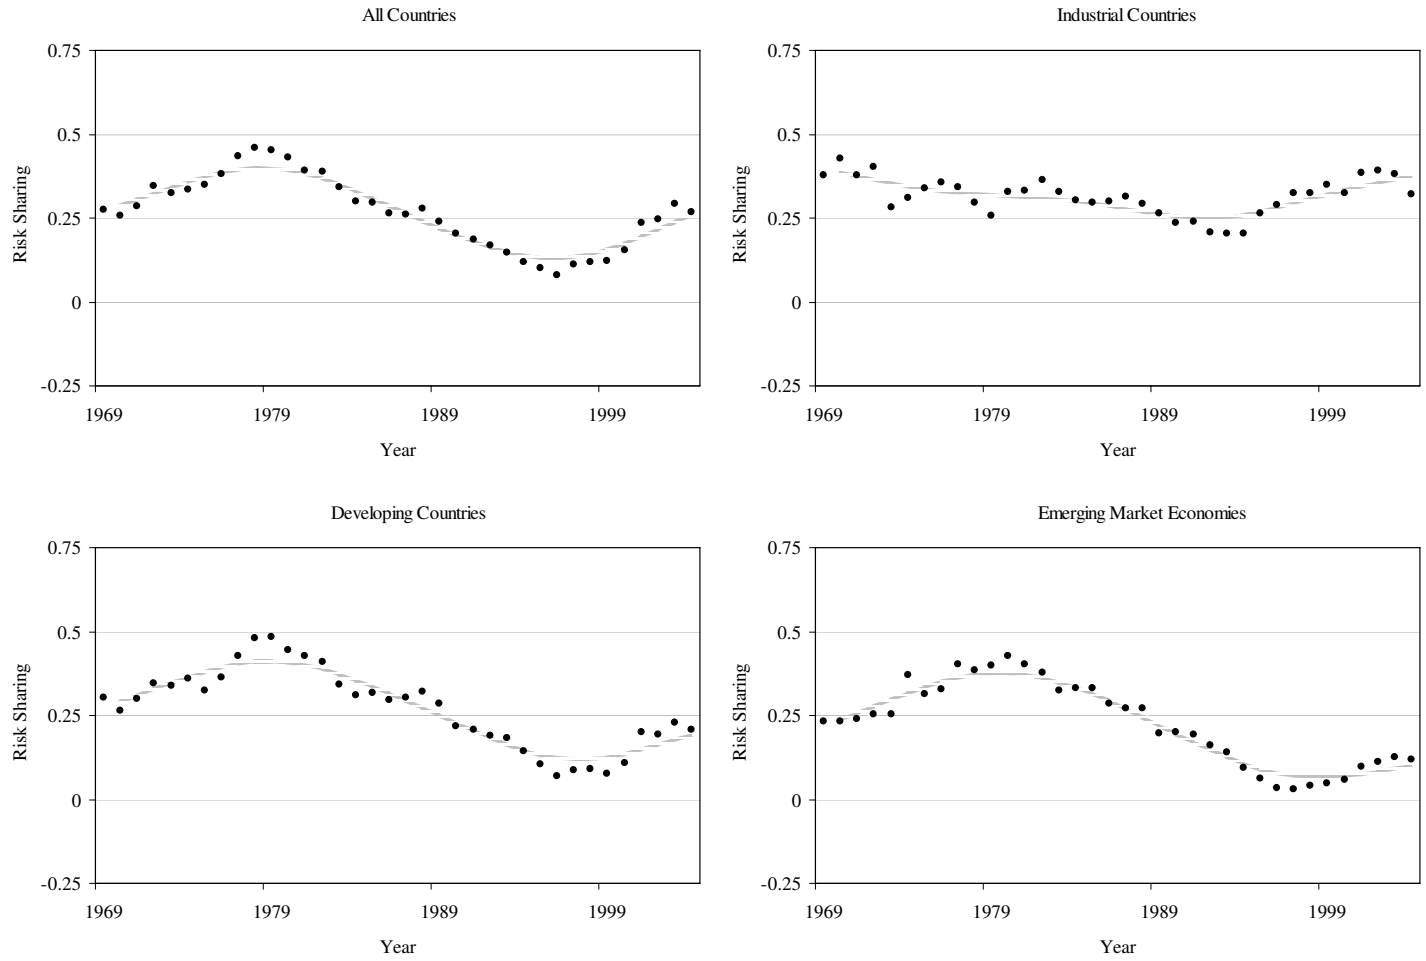 All Countries
0.75
0.5
0.25
0
-0.25
Risk Sharing
1969 1979 1989 1999
Year
Industrial Countries
0.75
0.5
0.25
0
-0.25
Risk Sharing
1969 1979 1989 1999
Year
Developing Countries
0.75
0.5
0.25
0
-0.25
Risk Sharing
1969 1979 1989 1999
Year
Emerging Market Economies
0.75
0.5
0.25
0
-0.25
Risk Sharing
1969 1979 1989 1999
Year